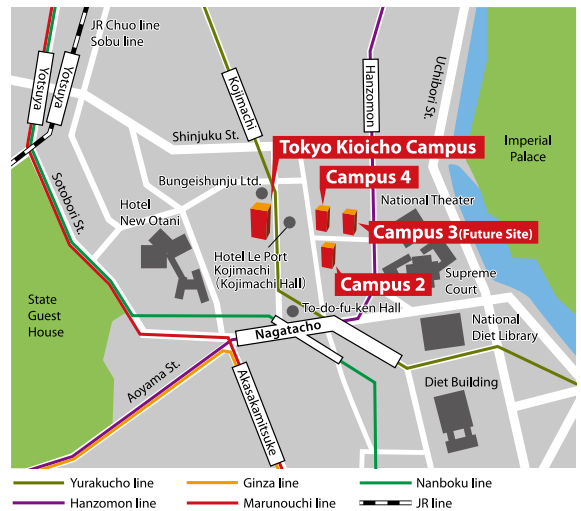 JR Chuo line
Sobu line
Yotsuya
Yotsuya
Kojimachi
Hanzomon
Uchibori St.
Shinjuku St.
Tokyo Kioicho Campus
Imperial
Palace
Bungeishunju Ltd.
Campus 4
Sotobori St.
Hotel
New Otani
National Theater
Campus 3 (Future Site)
Hotel Le Port
Kojimachi
(Kojimachi Hall)
Campus 2
Supreme
Court
State
Guest
House
To-do-fu-ken Hall
Nagatacho
National
Diet Library
Aoyama St.
Akasakamitsuke
Diet Building
Yurakucho line
Ginza line
Nanboku line
Hanzomon line
Marunouchi line
JR line